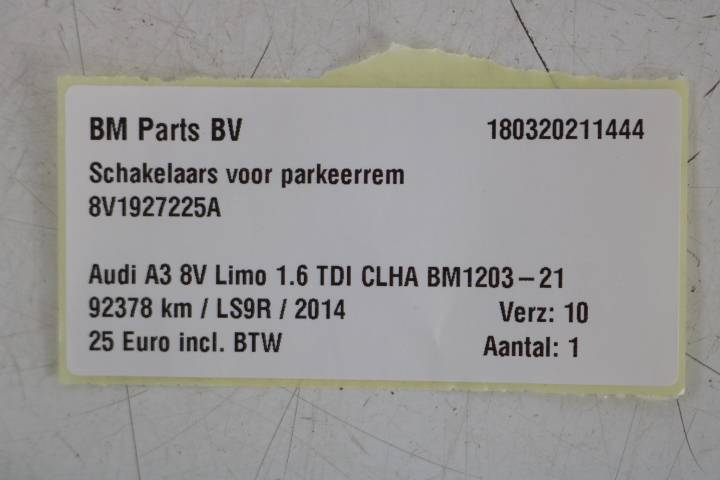 BM Parts BV 180320211444
Schakelaars voor parkeerrem
8V1927225A
Audi A3 8V Limo 1.6 TDI CLHA BM1203-21
92378 km / LS9R / 2014 Verz: 10
25 Euro incl. BTW Aantal: 1